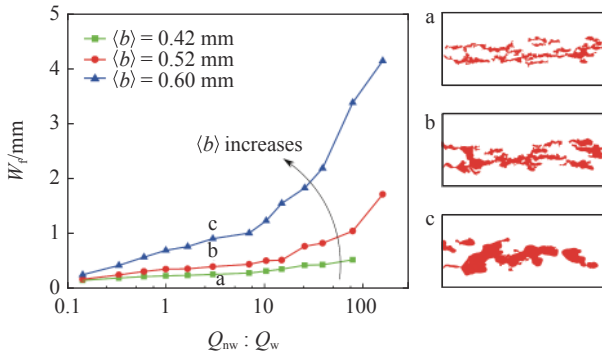 5
4
3
2
1
0
W_f/mm
⟨b⟩ = 0.42 mm
⟨b⟩ = 0.52 mm
⟨b⟩ = 0.60 mm
⟨b⟩ increases
c
b
a
0.1
1
10
100
Q_nw : Q_w
a
b
c